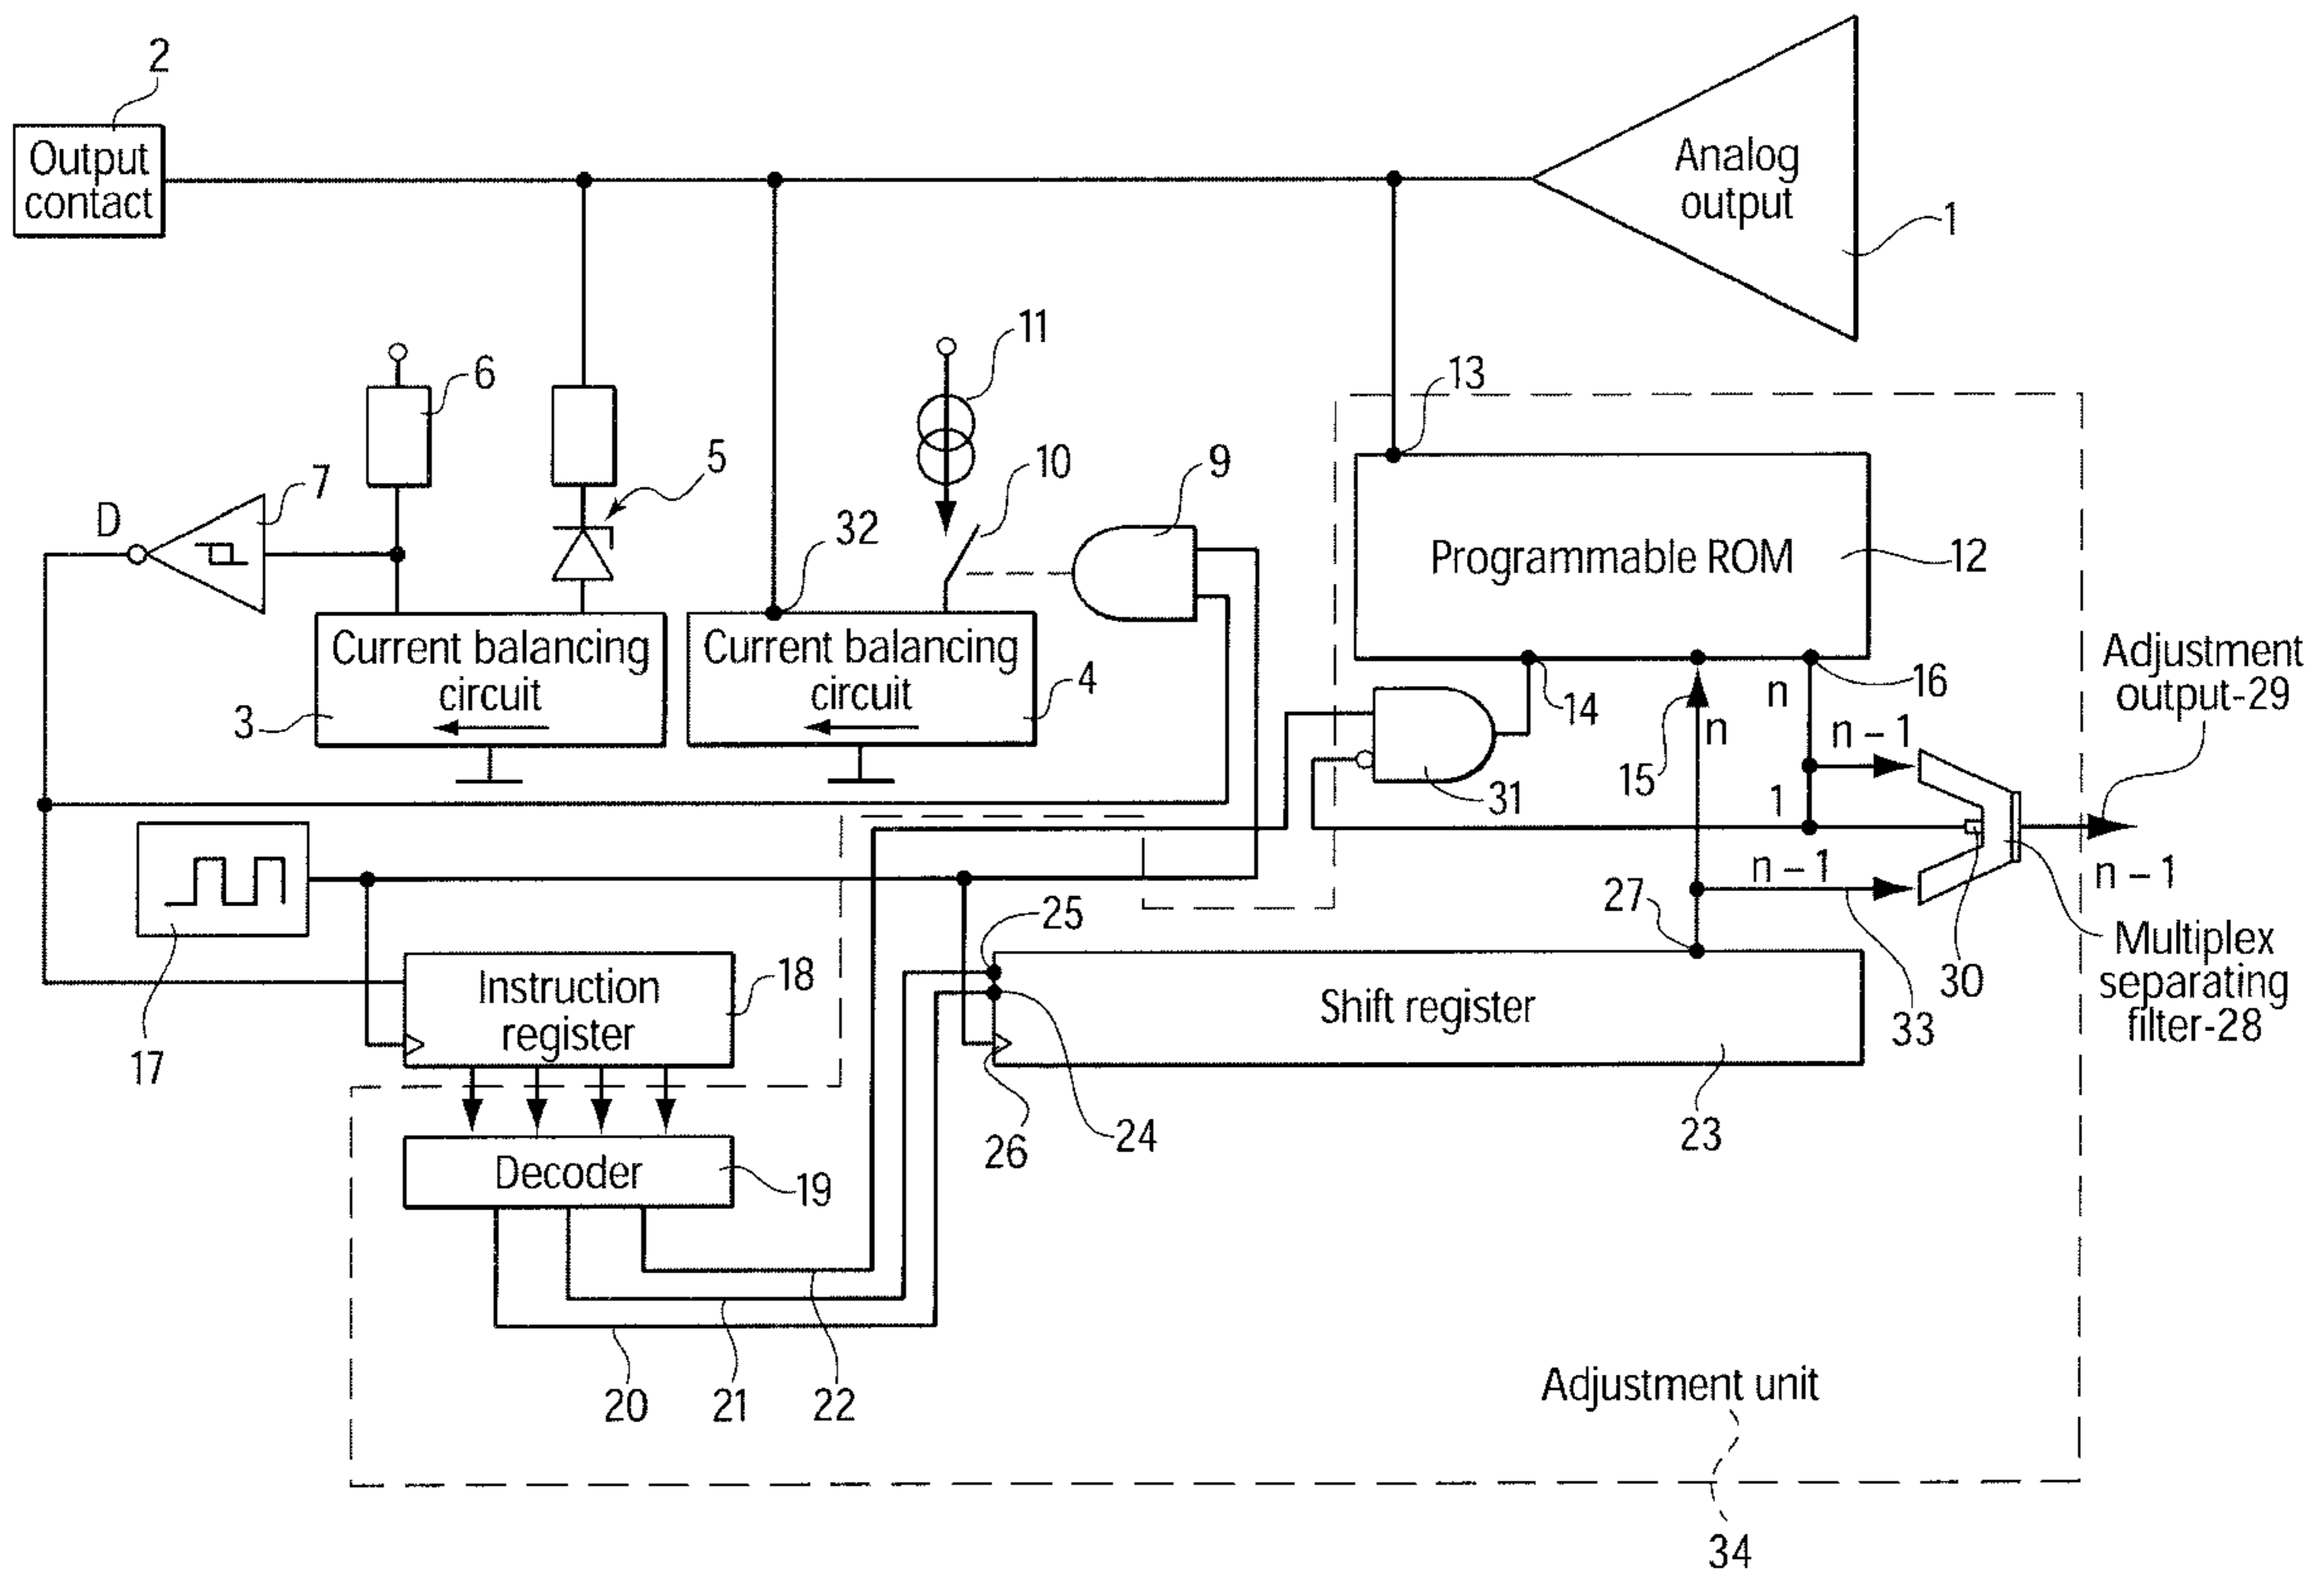 2
Output
contact
Analog
output
1
11
13
6
5
10
9
7
D
32
12
Programmable ROM
Current balancing
circuit
3
Current balancing
circuit
4
14
16
n
n
15
31
n – 1
1
n – 1
Adjustment
output-29
n – 1
27
25
17
Instruction
register
18
Shift register
30
33
Multiplex
separating
filter-28
26
24
23
Decoder
19
20
21
22
Adjustment unit
34